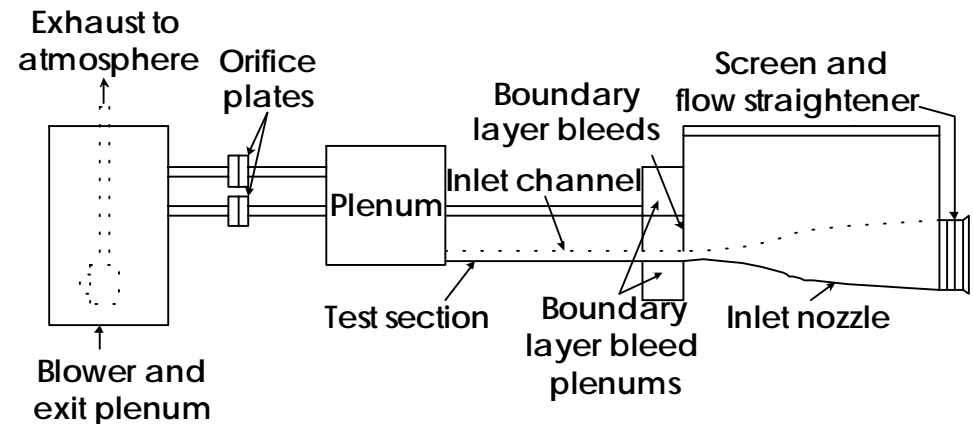 Exhaust to
atmosphere
Orifice
plates
Boundary
layer bleeds
Screen and
flow straightener
Plenum
Inlet channel
Test section
Boundary
layer bleed
plenums
Inlet nozzle
Blower and
exit plenum